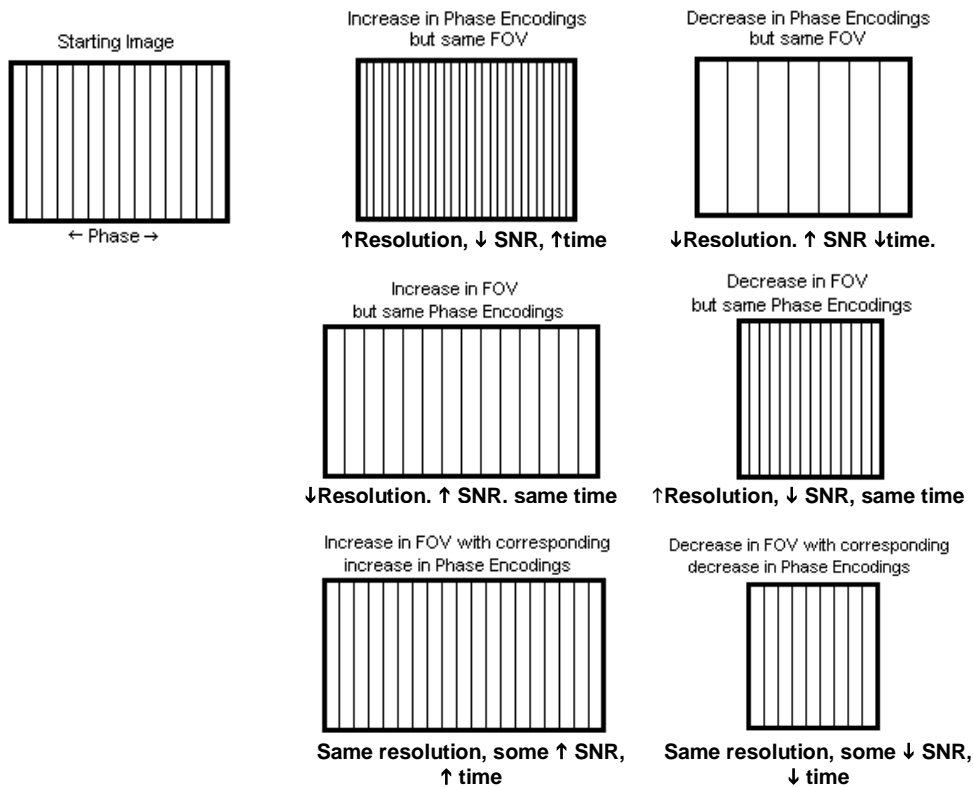 Starting Image
← Phase →
Increase in Phase Encodings
but same FOV
↑Resolution, ↓ SNR, ↑time
Decrease in Phase Encodings
but same FOV
↓Resolution. ↑ SNR ↓time.
Increase in FOV
but same Phase Encodings
↓Resolution. ↑ SNR. same time
Decrease in FOV
but same Phase Encodings
↑Resolution, ↓ SNR, same time
Increase in FOV with corresponding
increase in Phase Encodings
Same resolution, some ↑ SNR,
↑ time
Decrease in FOV with corresponding
decrease in Phase Encodings
Same resolution, some ↓ SNR,
↓ time